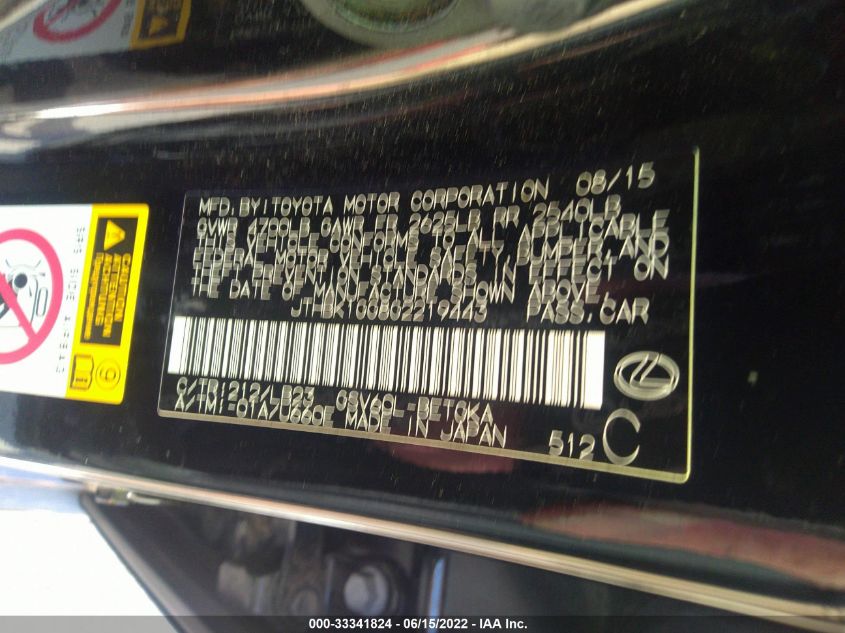 MFD. BY: TOYOTA MOTOR CORPORATION 08/15
GVWR 4700LB GAWR FR 2625LB RR 2540LB
THIS VEHICLE CONFORMS TO ALL APPLICABLE
FEDERAL MOTOR VEHICLE SAFETY, BUMPER, AND
THEFT PREVENTION STANDARDS IN EFFECT ON
THE DATE OF MANUFACTURE SHOWN ABOVE.
JTHBK1GG802219443 PASS. CAR
C/TR:212/LB23 GSV60L-BETGKA
A/TM:-01A/U660E MADE IN JAPAN
512 C
CAUTION
000-33341824 - 06/15/2022 - IAA Inc.